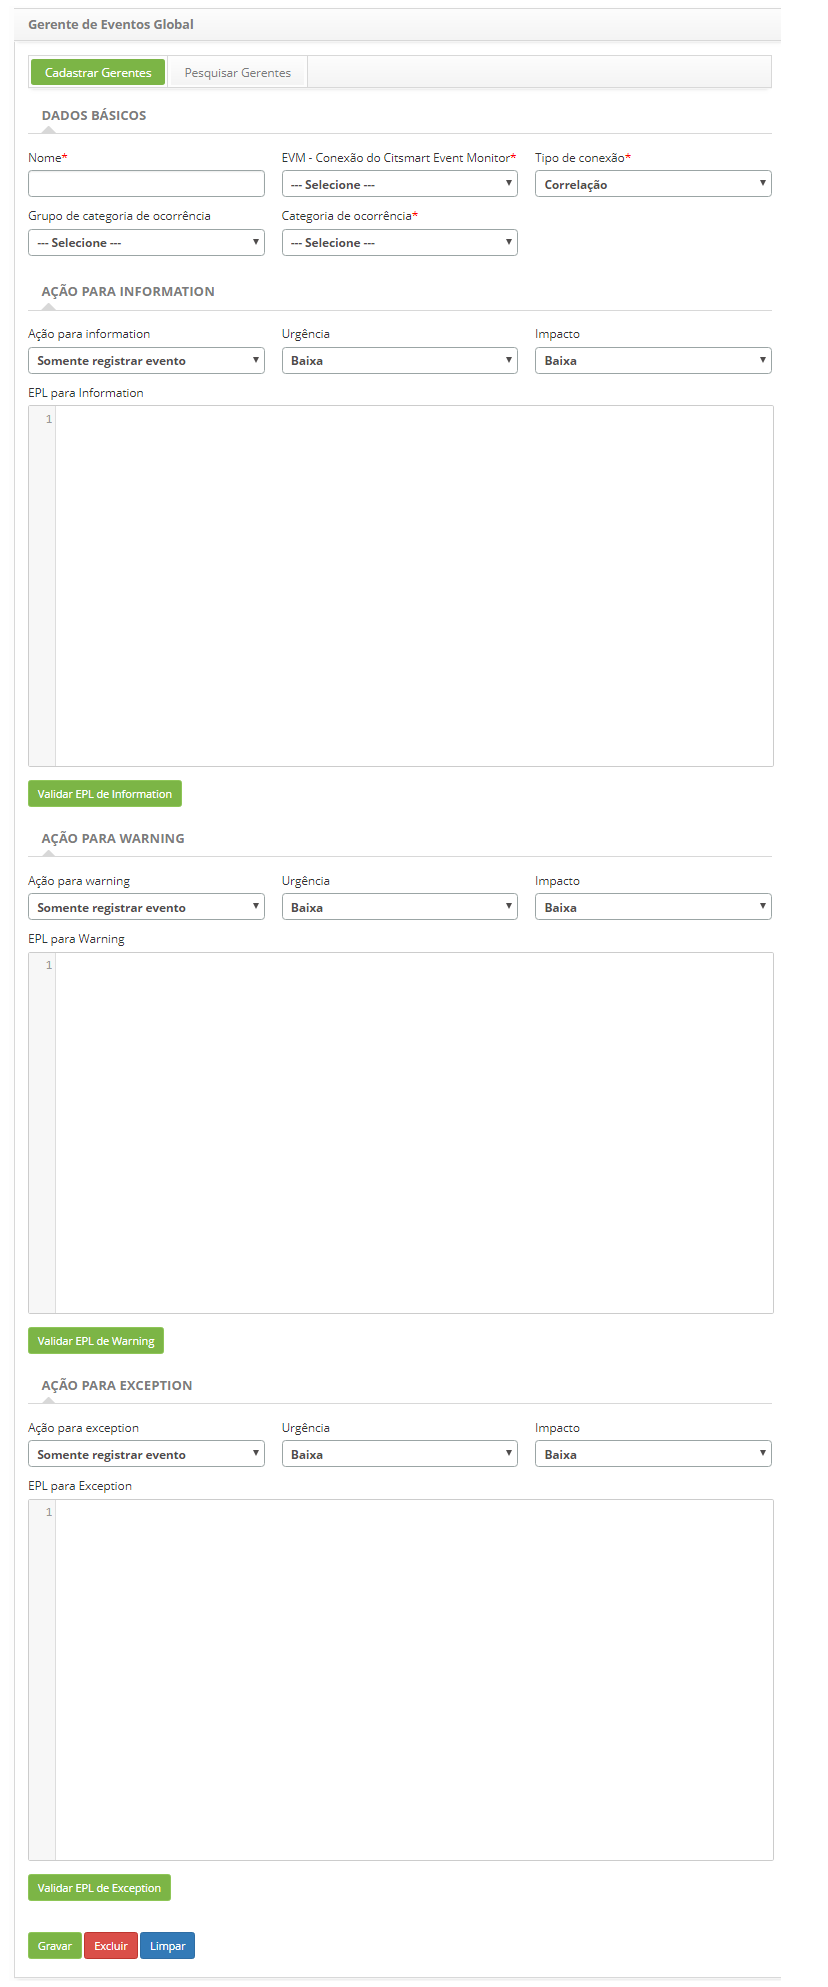 Gerente de Eventos Global
Cadastrar Gerentes Pesquisar Gerentes
DADOS BÁSICOS
Nome* EVM - Conexão do Citsmart Event Monitor* Tipo de conexão*
--- Selecione --- Correlação
Grupo de categoria de ocorrência Categoria de ocorrência*
--- Selecione --- --- Selecione ---
AÇÃO PARA INFORMATION
Ação para information Urgência Impacto
Somente registrar evento Baixa Baixa
EPL para Information
1
Validar EPL de Information
AÇÃO PARA WARNING
Ação para warning Urgência Impacto
Somente registrar evento Baixa Baixa
EPL para Warning
1
Validar EPL de Warning
AÇÃO PARA EXCEPTION
Ação para exception Urgência Impacto
Somente registrar evento Baixa Baixa
EPL para Exception
1
Validar EPL de Exception
Gravar Excluir Limpar